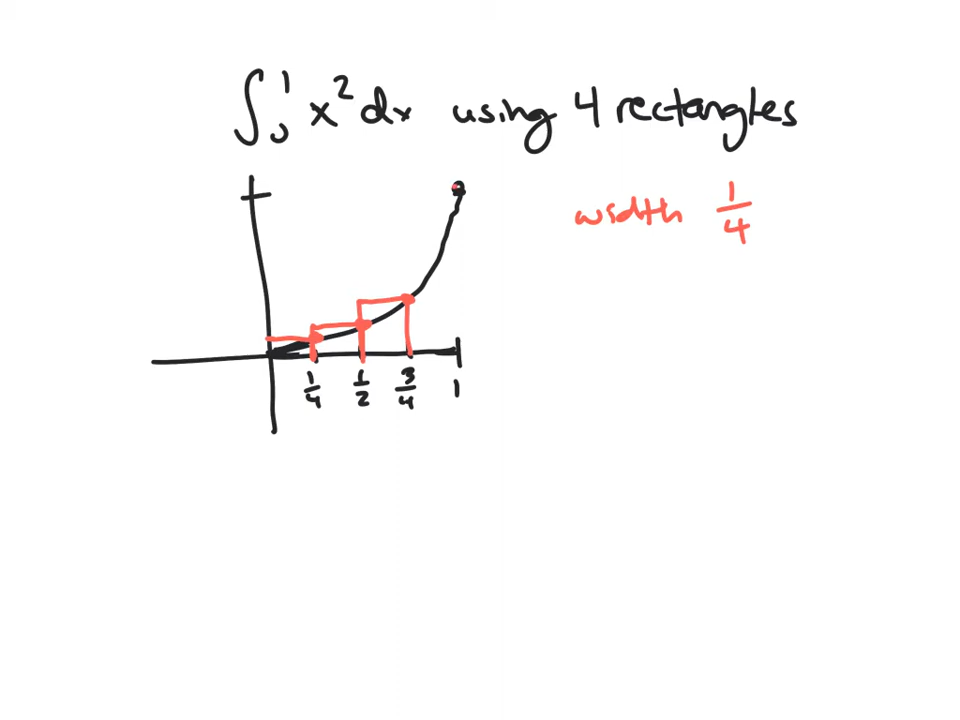 ∫₀¹ x² dx using 4 rectangles
width 1/4
1/4 1/2 3/4 1